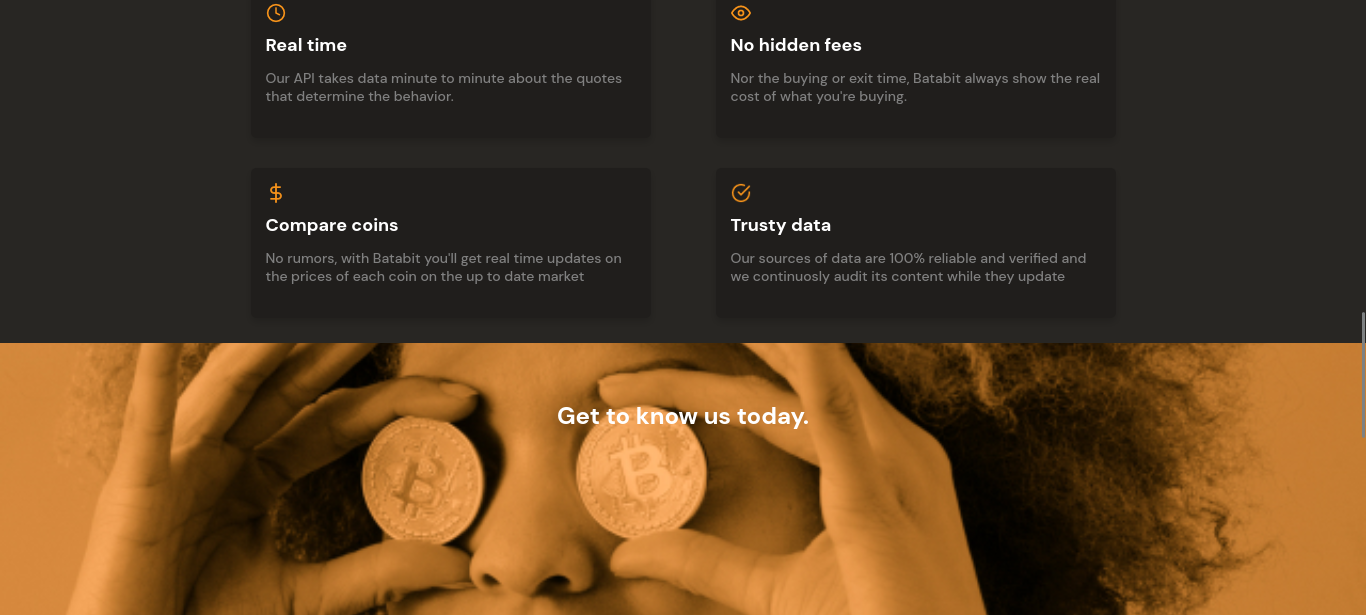 Real time
Our API takes data minute to minute about the quotes
that determine the behavior.
No hidden fees
Nor the buying or exit time, Batabit always show the real
cost of what you're buying.
Compare coins
No rumors, with Batabit you'll get real time updates on
the prices of each coin on the up to date market
Trusty data
Our sources of data are 100% reliable and verified and
we continuosly audit its content while they update
Get to know us today.